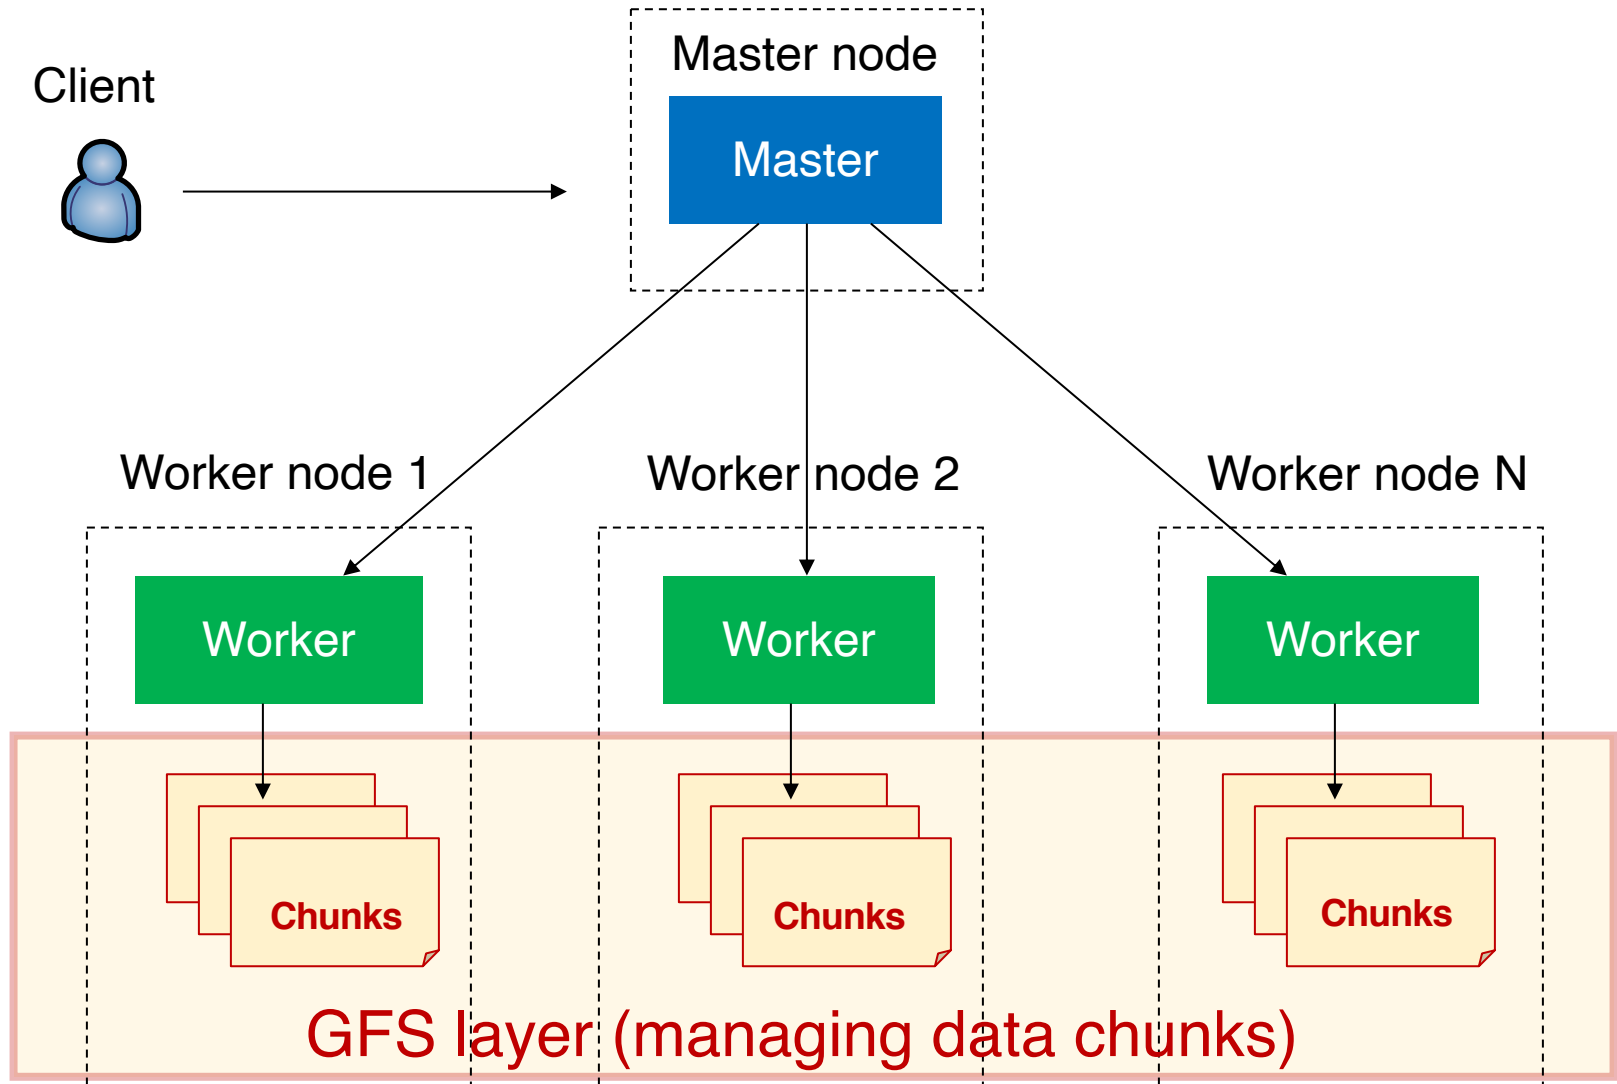 Master node
Client
Master
Worker node 1
Worker node 2
Worker node N
Worker
Worker
Worker
Chunks
Chunks
Chunks
GFS layer (managing data chunks)